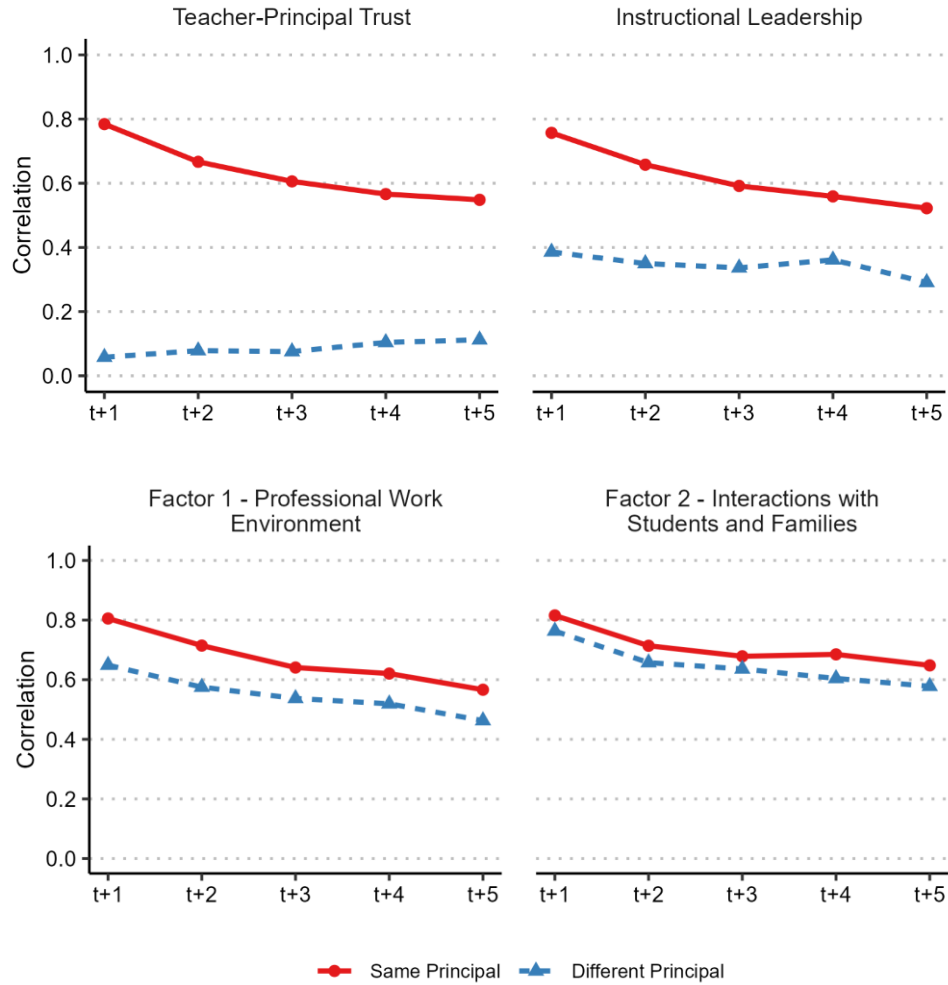 Teacher-Principal Trust
Instructional Leadership
Correlation
1.0
0.8
0.6
0.4
0.2
0.0
t+1 t+2 t+3 t+4 t+5
t+1 t+2 t+3 t+4 t+5
Factor 1 - Professional Work
Environment
Factor 2 - Interactions with
Students and Families
Correlation
1.0
0.8
0.6
0.4
0.2
0.0
t+1 t+2 t+3 t+4 t+5
t+1 t+2 t+3 t+4 t+5
Same Principal
Different Principal